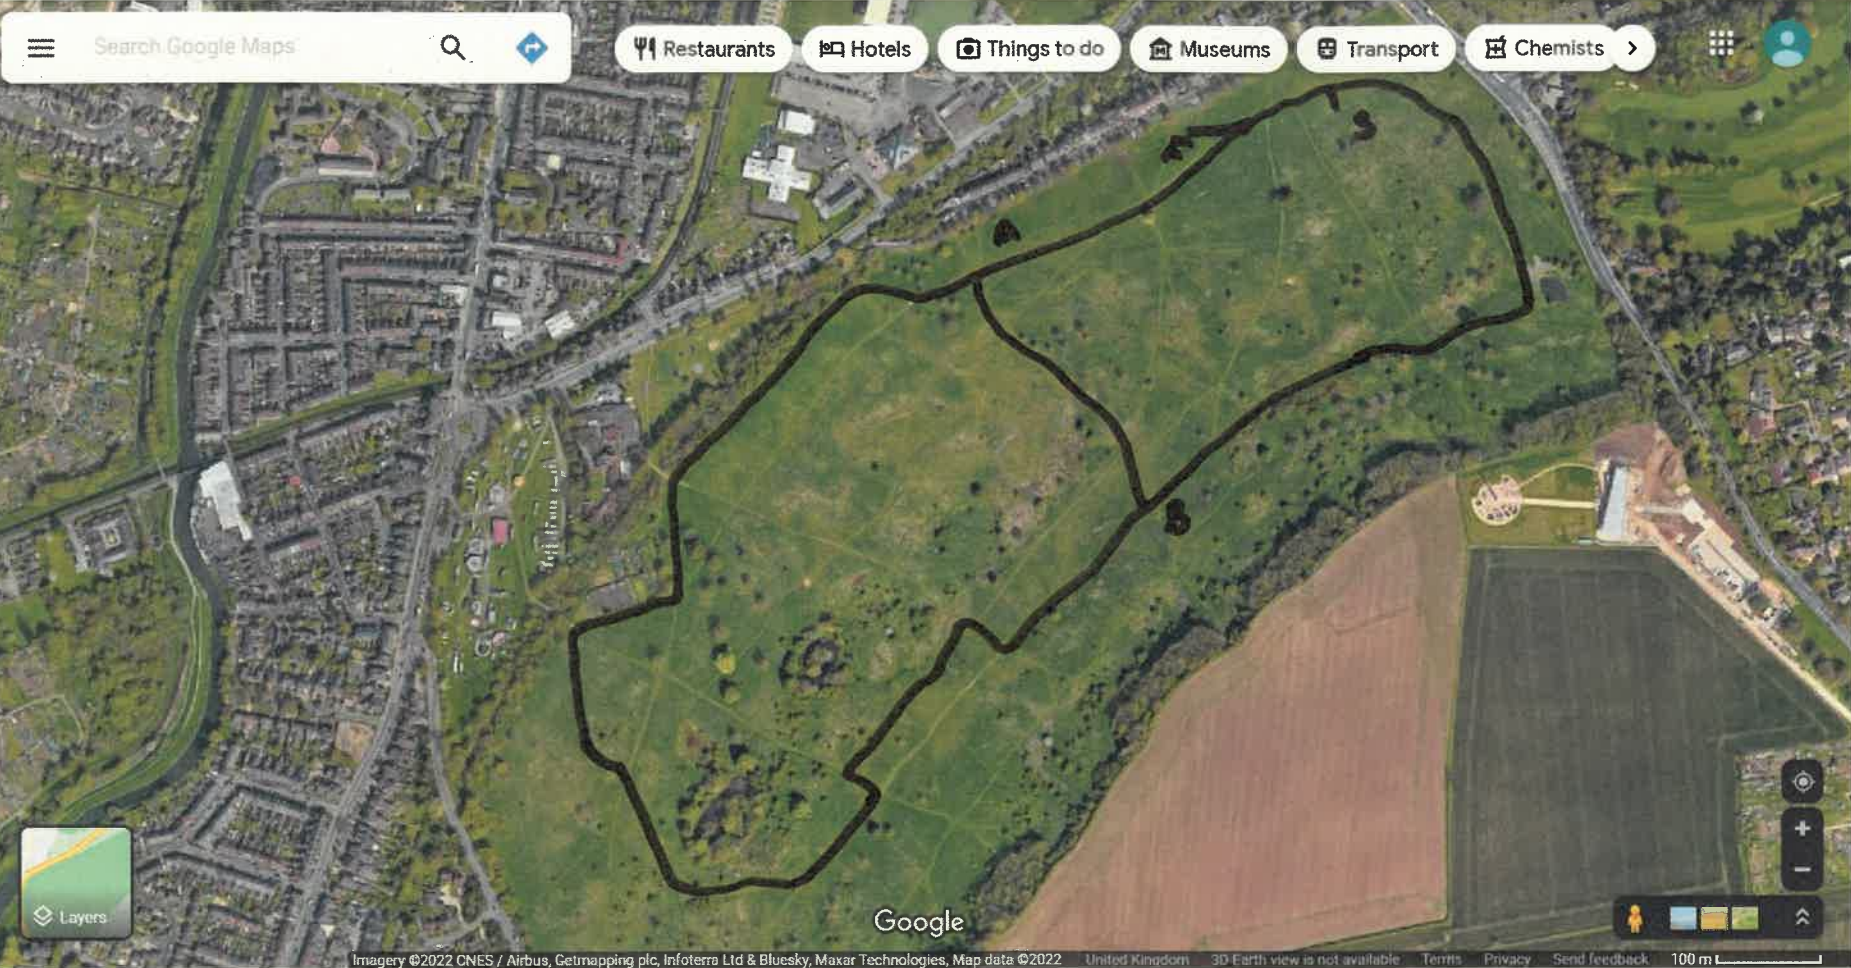 Search Google Maps
Restaurants
Hotels
Things to do
Museums
Transport
Chemists
S
F
A
B
Layers
Google
Imagery ©2022 CNES / Airbus, Getmapping plc, Infoterra Ltd & Bluesky, Maxar Technologies, Map data ©2022 United Kingdom 3D Earth view is not available Terms Privacy Send feedback 100 m